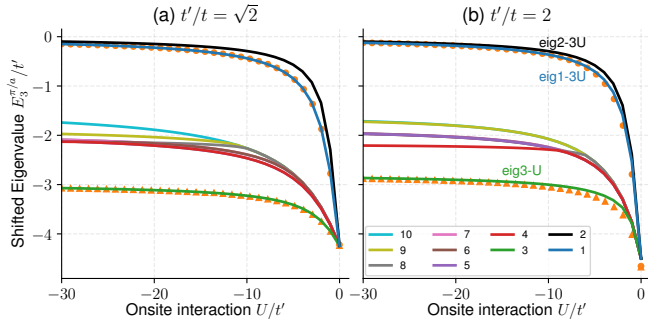 (a) t′/t = √2
(b) t′/t = 2
Shifted Eigenvalue E₃^{π/a}/t′
0
−1
−2
−3
−4
eig2-3U
eig1-3U
eig3-U
10
9
8
7
6
5
4
3
2
1
−30
−20
−10
0
−30
−20
−10
0
Onsite interaction U/t′
Onsite interaction U/t′